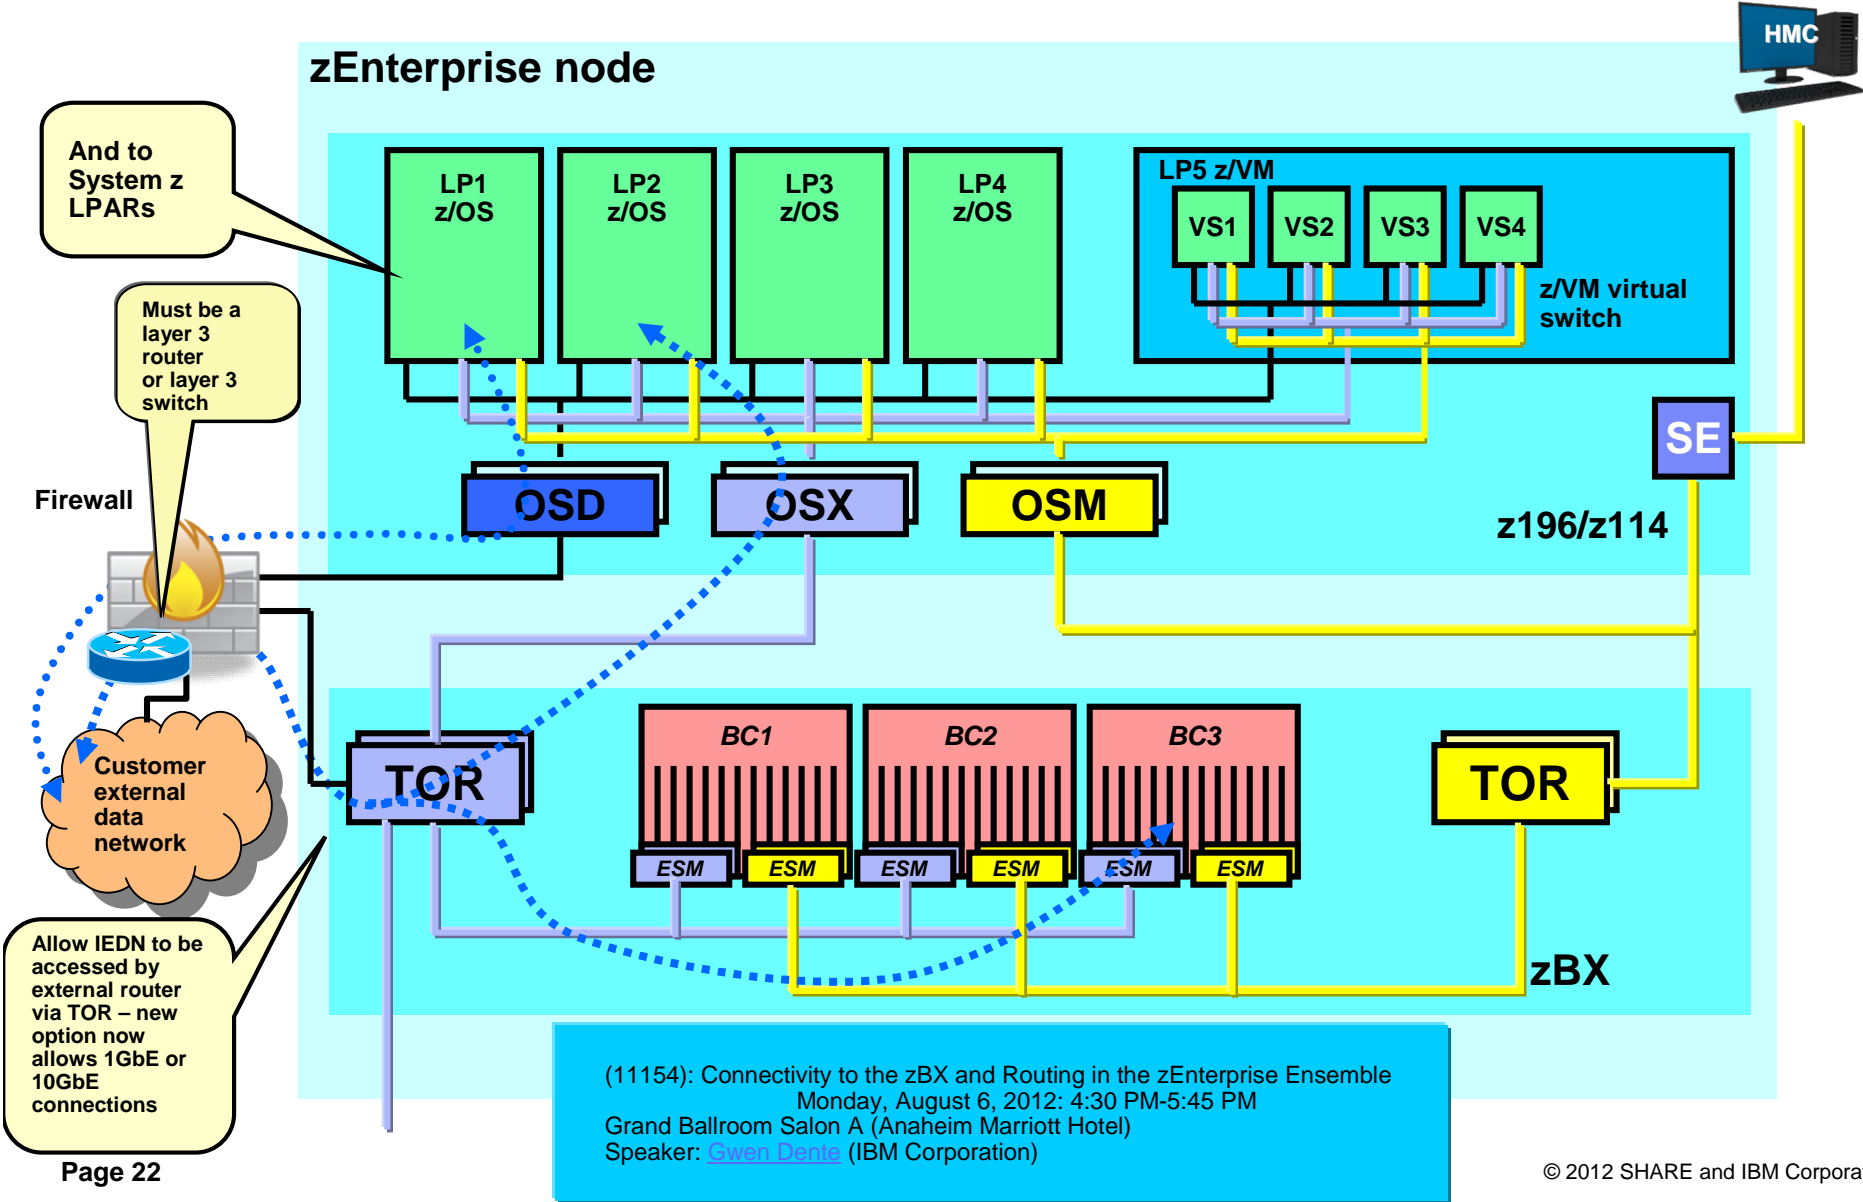 HMC
zEnterprise node
And to
System z
LPARs
LP1
z/OS
LP2
z/OS
LP3
z/OS
LP4
z/OS
LP5 z/VM
VS1
VS2
VS3
VS4
z/VM virtual
switch
Must be a
layer 3
router
or layer 3
switch
SE
Firewall
OSD
OSX
OSM
z196/z114
Customer
external
data
network
TOR
BC1
BC2
BC3
TOR
ESM
ESM
ESM
ESM
ESM
ESM
Allow IEDN to be
accessed by
external router
via TOR – new
option now
allows 1GbE or
10GbE
connections
zBX
(11154): Connectivity to the zBX and Routing in the zEnterprise Ensemble
Monday, August 6, 2012: 4:30 PM-5:45 PM
Grand Ballroom Salon A (Anaheim Marriott Hotel)
Speaker: Gwen Dente (IBM Corporation)
Page 22
© 2012 SHARE and IBM Corpora